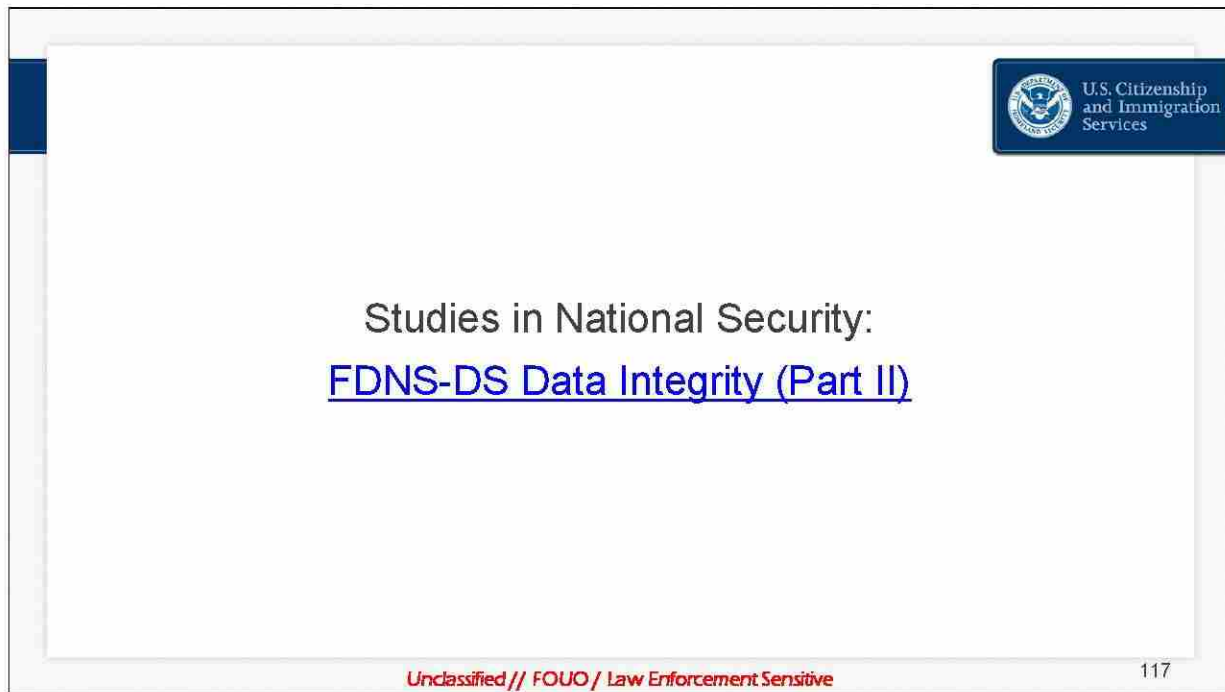 U.S. Citizenship
and Immigration
Services
Studies in National Security:
FDNS-DS Data Integrity (Part II)
Unclassified // FOUO / Law Enforcement Sensitive
117